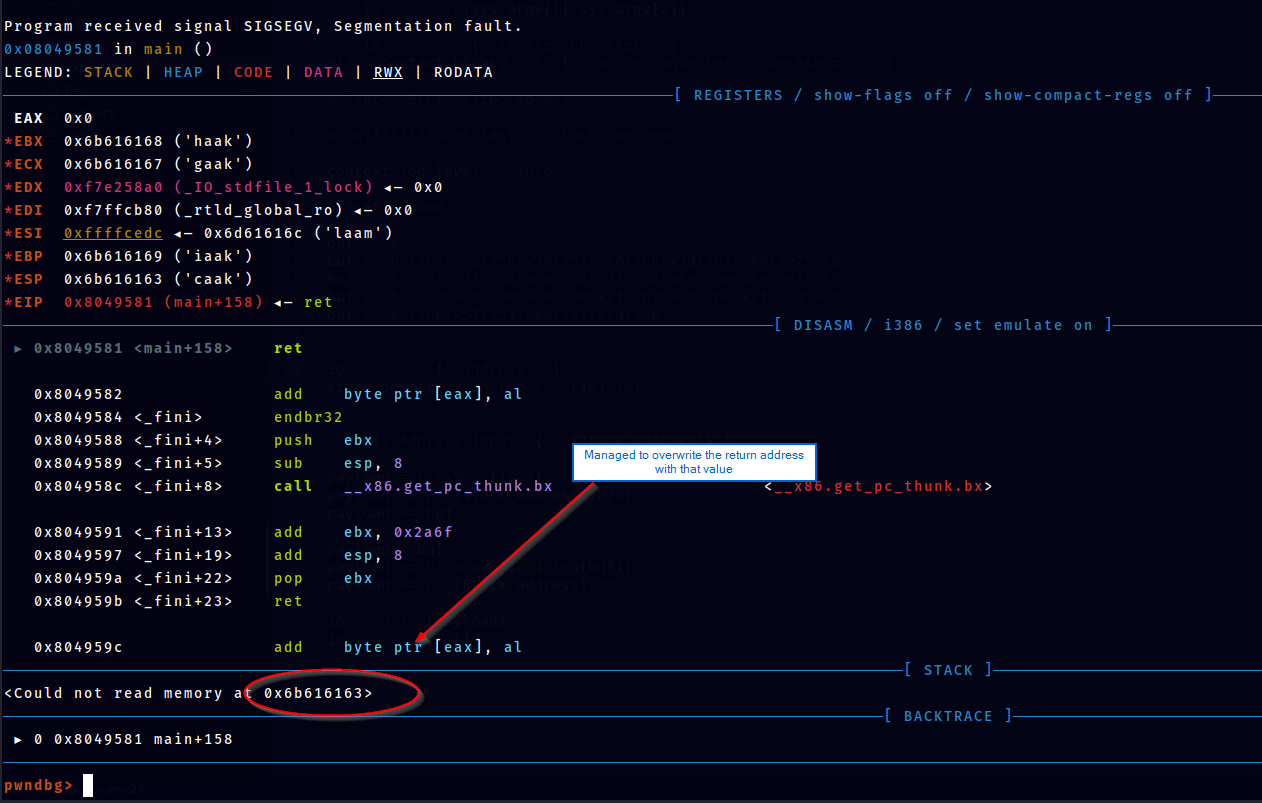 Program received signal SIGSEGV, Segmentation fault.
0x08049581 in main ()
LEGEND: STACK | HEAP | CODE | DATA | RWX | RODATA
[ REGISTERS / show-flags off / show-compact-regs off ]
EAX 0x0
*EBX 0x6b616168 ('haak')
*ECX 0x6b616167 ('gaak')
*EDX 0xf7e258a0 (_IO_stdfile_1_lock) ◂— 0x0
*EDI 0xf7ffcb80 (_rtld_global_ro) ◂— 0x0
*ESI 0xffffcedc ◂— 0x6d61616c ('laam')
*EBP 0x6b616169 ('iaak')
*ESP 0x6b616163 ('caak')
*EIP 0x8049581 (main+158) ◂— ret
[ DISASM / i386 / set emulate on ]
► 0x8049581 <main+158> ret
0x8049582 add byte ptr [eax], al
0x8049584 <_fini> endbr32
0x8049588 <_fini+4> push ebx
0x8049589 <_fini+5> sub esp, 8
0x804958c <_fini+8> call __x86.get_pc_thunk.bx <__x86.get_pc_thunk.bx>
Managed to overwrite the return address
with that value
0x8049591 <_fini+13> add ebx, 0x2a6f
0x8049597 <_fini+19> add esp, 8
0x804959a <_fini+22> pop ebx
0x804959b <_fini+23> ret
0x804959c add byte ptr [eax], al
[ STACK ]
<Could not read memory at 0x6b616163>
[ BACKTRACE ]
► 0 0x8049581 main+158
pwndbg>